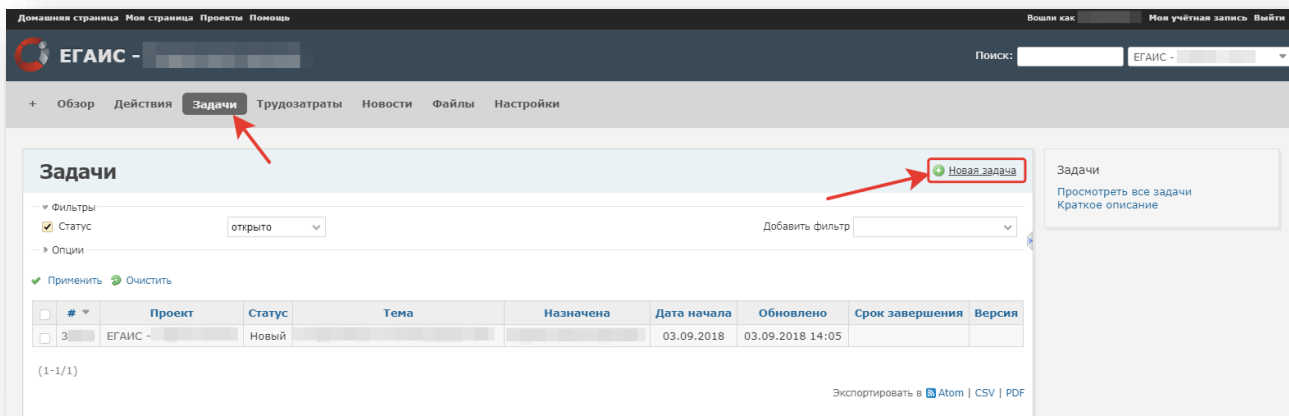 Домашняя страница Моя страница Проекты Помощь Вошли как Моя учётная запись Выйти
ЕГАИС - Поиск: ЕГАИС -
+ Обзор Действия Задачи Трудозатраты Новости Файлы Настройки
Задачи Новая задача
Фильтры
Статус открыто Добавить фильтр
Опции
Применить Очистить
# Проект Статус Тема Назначена Дата начала Обновлено Срок завершения Версия
3 ЕГАИС - Новый 03.09.2018 03.09.2018 14:05
(1-1/1)
Экспортировать в Atom | CSV | PDF
Задачи
Просмотреть все задачи
Краткое описание